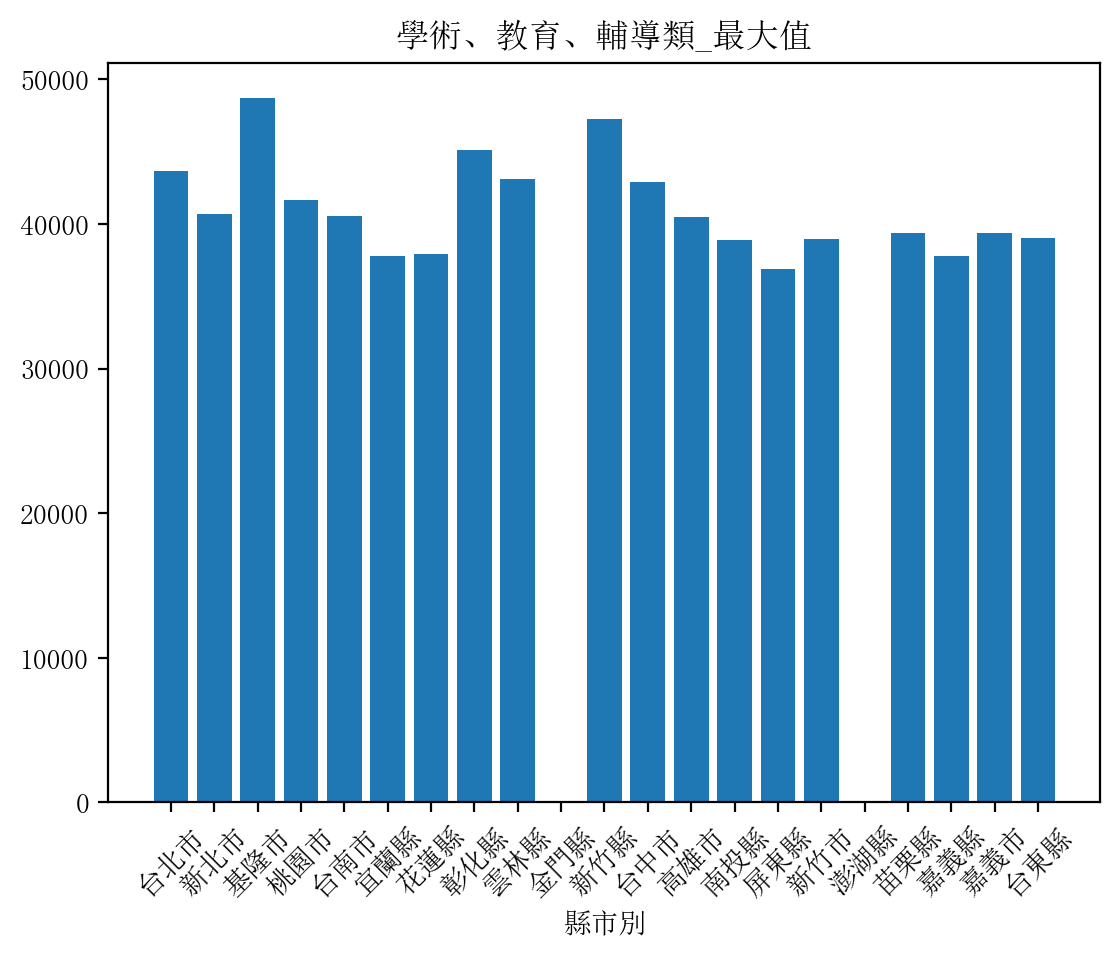 學術、教育、輔導類_最大值
50000
40000
30000
20000
10000
0
台北市
新北市
基隆市
桃園市
台南市
宜蘭縣
花蓮縣
彰化縣
雲林縣
金門縣
新竹縣
台中市
高雄市
南投縣
屏東縣
新竹市
澎湖縣
苗栗縣
嘉義縣
嘉義市
台東縣
縣市別